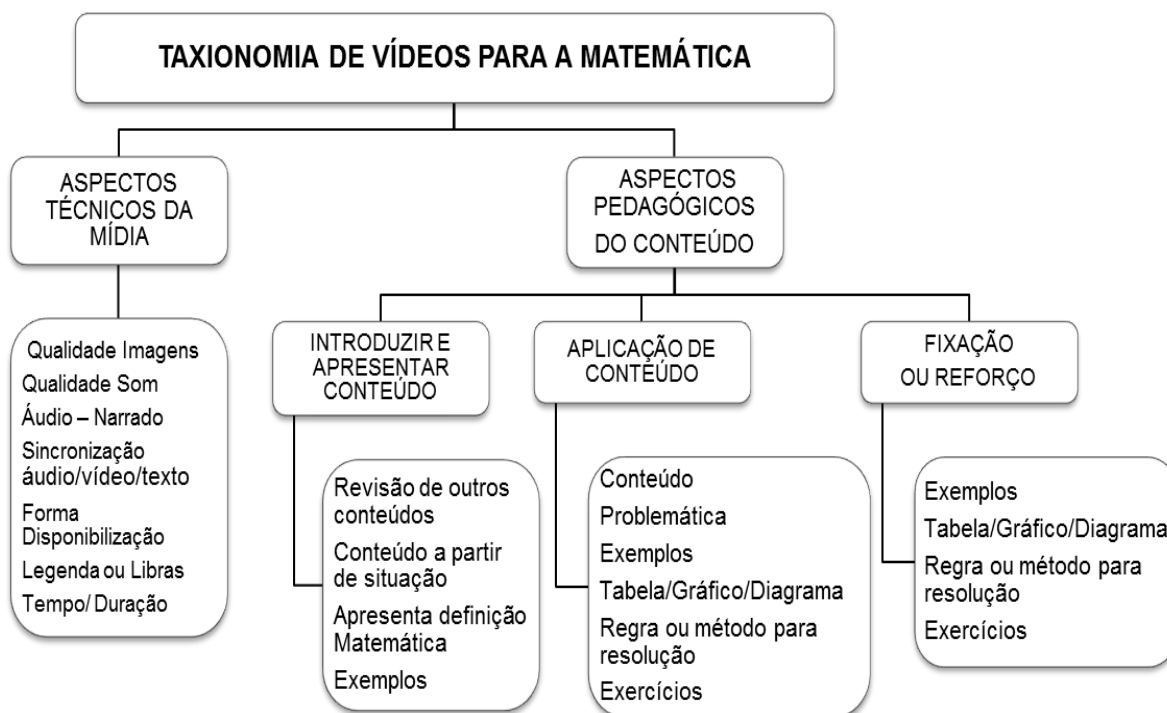 TAXIONOMIA DE VÍDEOS PARA A MATEMÁTICA
ASPECTOS
TÉCNICOS DA
MÍDIA
ASPECTOS
PEDAGÓGICOS
DO CONTEÚDO
Qualidade Imagens
Qualidade Som
Áudio – Narrado
Sincronização
áudio/vídeo/texto
Forma
Disponibilização
Legenda ou Libras
Tempo/ Duração
INTRODUZIR E
APRESENTAR
CONTEÚDO
Revisão de outros
conteúdos
Conteúdo a partir
de situação
Apresenta definição
Matemática
Exemplos
APLICAÇÃO DE
CONTEÚDO
Conteúdo
Problemática
Exemplos
Tabela/Gráfico/Diagrama
Regra ou método para
resolução
Exercícios
FIXAÇÃO
OU REFORÇO
Exemplos
Tabela/Gráfico/Diagrama
Regra ou método para
resolução
Exercícios